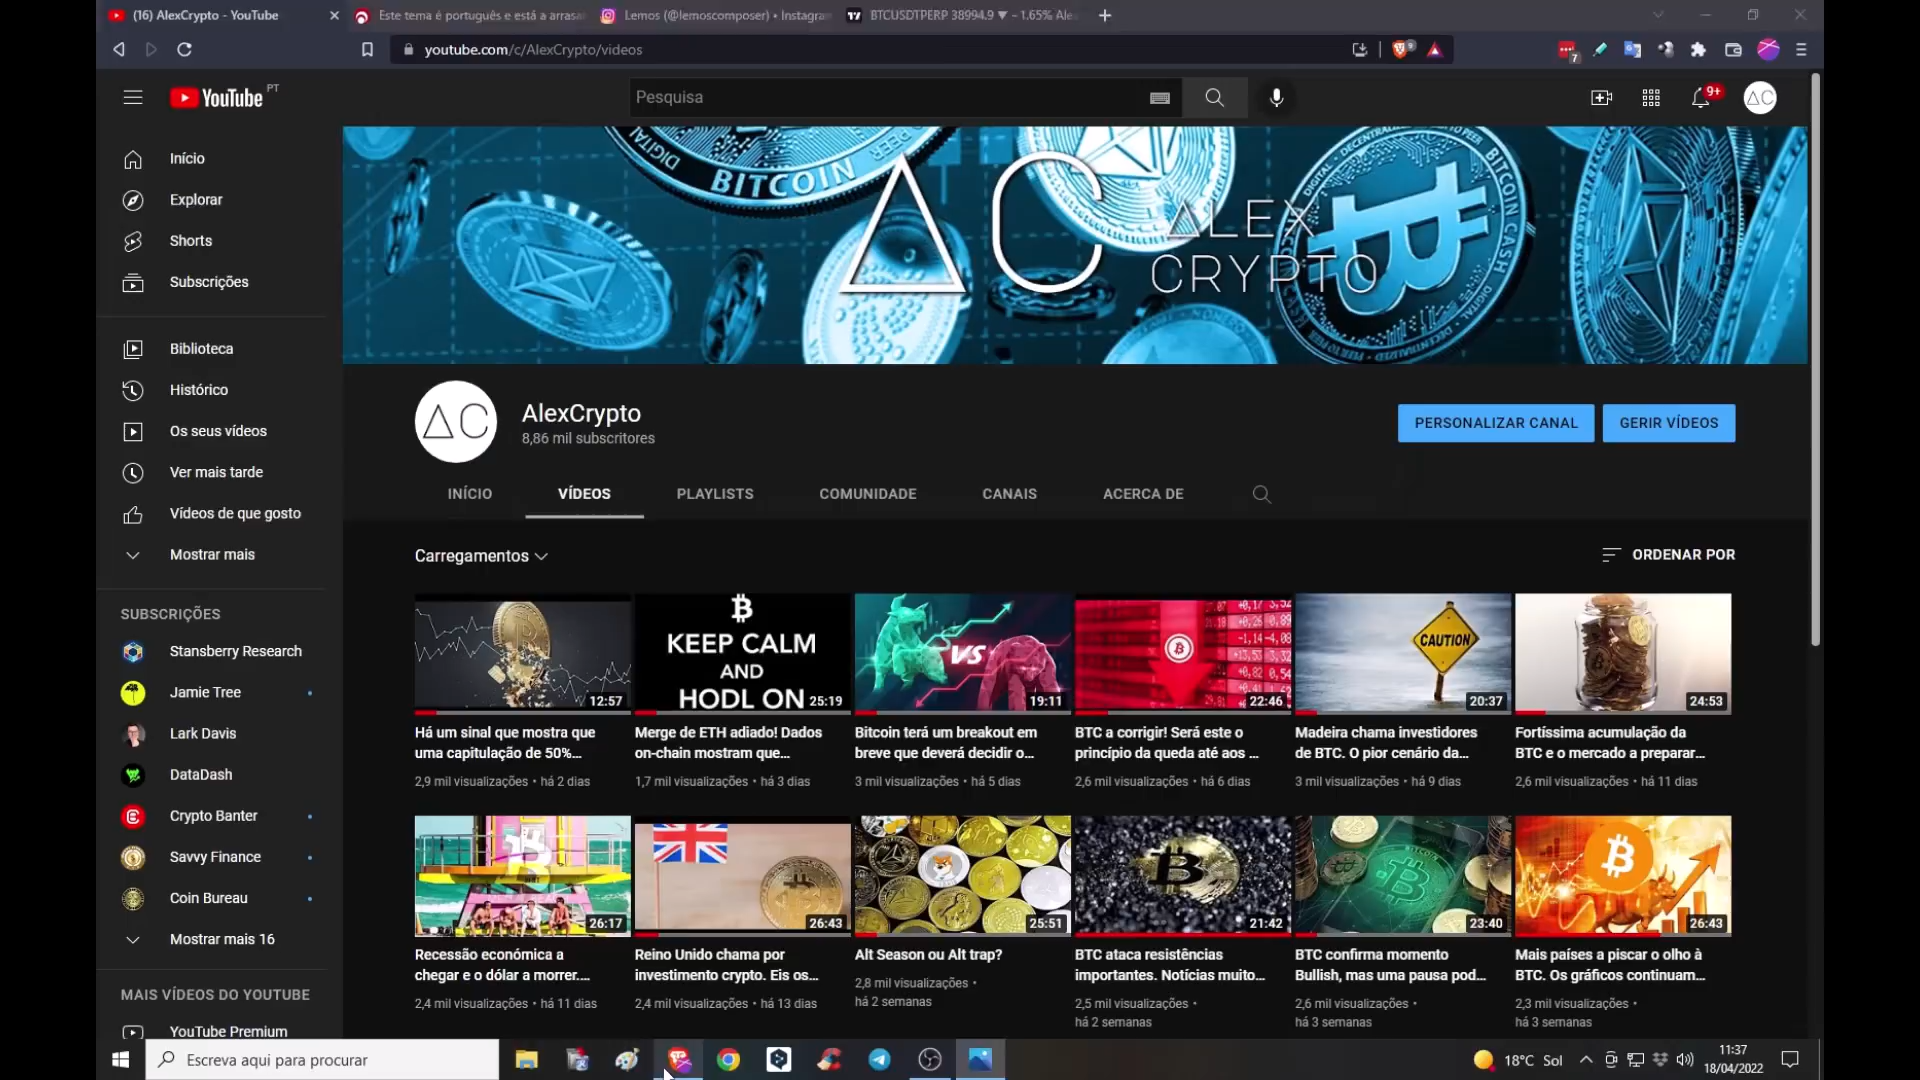 (16) AlexCrypto - YouTube
Este tema é português e está a arrasa
Lemos (@lemoscomposer) • Instagra
BTCUSDTPERP 38994.9 ▼ −1.65% Ale
youtube.com/c/AlexCrypto/videos
7
YouTube PT
Pesquisa
9+
AC
Início
Explorar
Shorts
Subscrições
Biblioteca
Histórico
Os seus vídeos
Ver mais tarde
Vídeos de que gosto
Mostrar mais
SUBSCRIÇÕES
Stansberry Research
Jamie Tree
Lark Davis
DataDash
Crypto Banter
Savvy Finance
Coin Bureau
Mostrar mais 16
MAIS VÍDEOS DO YOUTUBE
YouTube Premium
DIGITAL
BITCOIN
AC
ALEX
CRYPTO
DECENTRALIZED
BITCOIN CASH
AC
AlexCrypto
8,86 mil subscritores
PERSONALIZAR CANAL
GERIR VÍDEOS
INÍCIO
VÍDEOS
PLAYLISTS
COMUNIDADE
CANAIS
ACERCA DE
Carregamentos
ORDENAR POR
12:57
Há um sinal que mostra que
uma capitulação de 50%...
2,9 mil visualizações • há 2 dias
KEEP CALM
AND
HODL ON
25:19
Merge de ETH adiado! Dados
on-chain mostram que...
1,7 mil visualizações • há 3 dias
VS
19:11
Bitcoin terá um breakout em
breve que deverá decidir o...
3 mil visualizações • há 5 dias
22:46
BTC a corrigir! Será este o
princípio da queda até aos ...
2,6 mil visualizações • há 6 dias
CAUTION
20:37
Madeira chama investidores
de BTC. O pior cenário da...
3 mil visualizações • há 9 dias
24:53
Fortíssima acumulação da
BTC e o mercado a preparar...
2,6 mil visualizações • há 11 dias
26:17
Recessão económica a
chegar e o dólar a morrer....
2,4 mil visualizações • há 11 dias
26:43
Reino Unido chama por
investimento crypto. Eis os...
2,4 mil visualizações • há 13 dias
25:51
Alt Season ou Alt trap?
2,8 mil visualizações •
há 2 semanas
21:42
BTC ataca resistências
importantes. Notícias muito...
2,5 mil visualizações •
há 2 semanas
23:40
BTC confirma momento
Bullish, mas uma pausa pod...
2,6 mil visualizações •
há 3 semanas
26:43
Mais países a piscar o olho à
BTC. Os gráficos continuam...
2,3 mil visualizações •
há 3 semanas
Escreva aqui para procurar
18°C Sol
11:37
18/04/2022